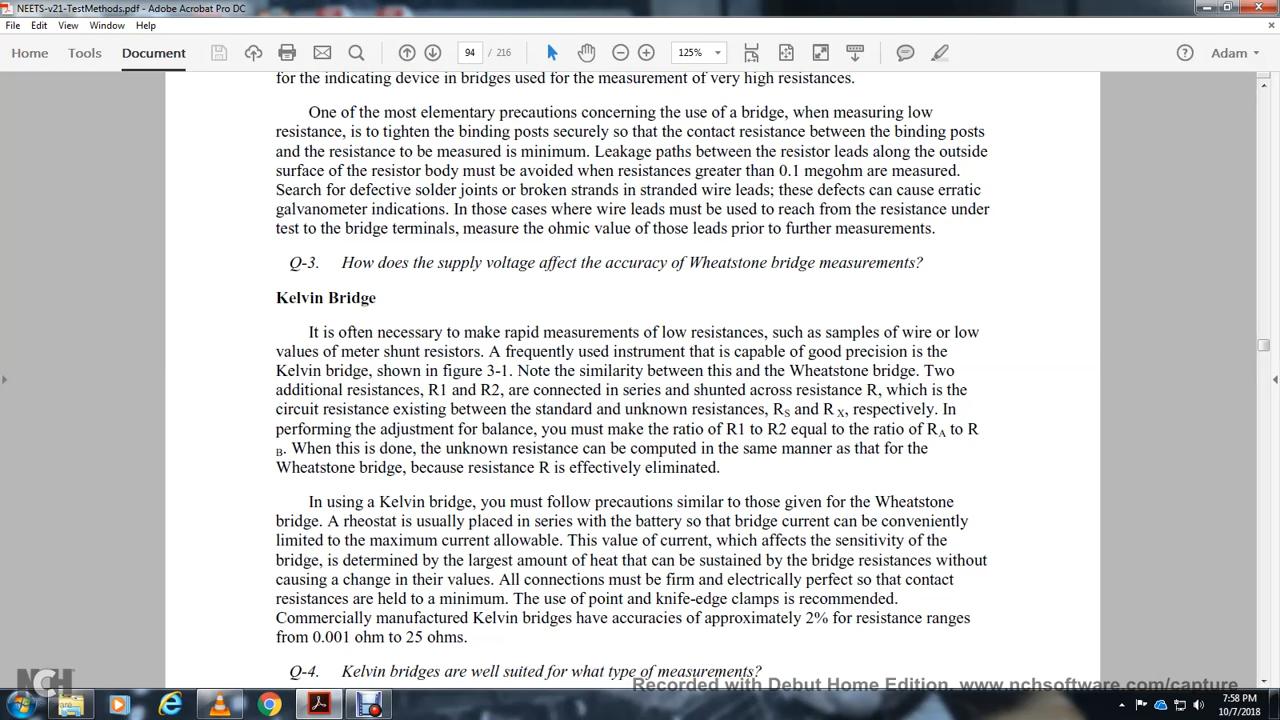 NEETS-v21-TestMethods.pdf - Adobe Acrobat Pro DC
File Edit View Window Help
Home Tools Document 94 / 216 125% Adam
for the indicating device in bridges used for the measurement of very high resistances.
One of the most elementary precautions concerning the use of a bridge, when measuring low
resistance, is to tighten the binding posts securely so that the contact resistance between the binding posts
and the resistance to be measured is minimum. Leakage paths between the resistor leads along the outside
surface of the resistor body must be avoided when resistances greater than 0.1 megohm are measured.
Search for defective solder joints or broken strands in stranded wire leads; these defects can cause erratic
galvanometer indications. In those cases where wire leads must be used to reach from the resistance under
test to the bridge terminals, measure the ohmic value of those leads prior to further measurements.
Q-3. How does the supply voltage affect the accuracy of Wheatstone bridge measurements?
Kelvin Bridge
It is often necessary to make rapid measurements of low resistances, such as samples of wire or low
values of meter shunt resistors. A frequently used instrument that is capable of good precision is the
Kelvin bridge, shown in figure 3-1. Note the similarity between this and the Wheatstone bridge. Two
additional resistances, R1 and R2, are connected in series and shunted across resistance R, which is the
circuit resistance existing between the standard and unknown resistances, RS and R X, respectively. In
performing the adjustment for balance, you must make the ratio of R1 to R2 equal to the ratio of RA to R
B. When this is done, the unknown resistance can be computed in the same manner as that for the
Wheatstone bridge, because resistance R is effectively eliminated.
In using a Kelvin bridge, you must follow precautions similar to those given for the Wheatstone
bridge. A rheostat is usually placed in series with the battery so that bridge current can be conveniently
limited to the maximum current allowable. This value of current, which affects the sensitivity of the
bridge, is determined by the largest amount of heat that can be sustained by the bridge resistances without
causing a change in their values. All connections must be firm and electrically perfect so that contact
resistances are held to a minimum. The use of point and knife-edge clamps is recommended.
Commercially manufactured Kelvin bridges have accuracies of approximately 2% for resistance ranges
from 0.001 ohm to 25 ohms.
Q-4. Kelvin bridges are well suited for what type of measurements?
NCH
Recorded with Debut Home Edition. www.nchsoftware.com/capture
7:58 PM
10/7/2018